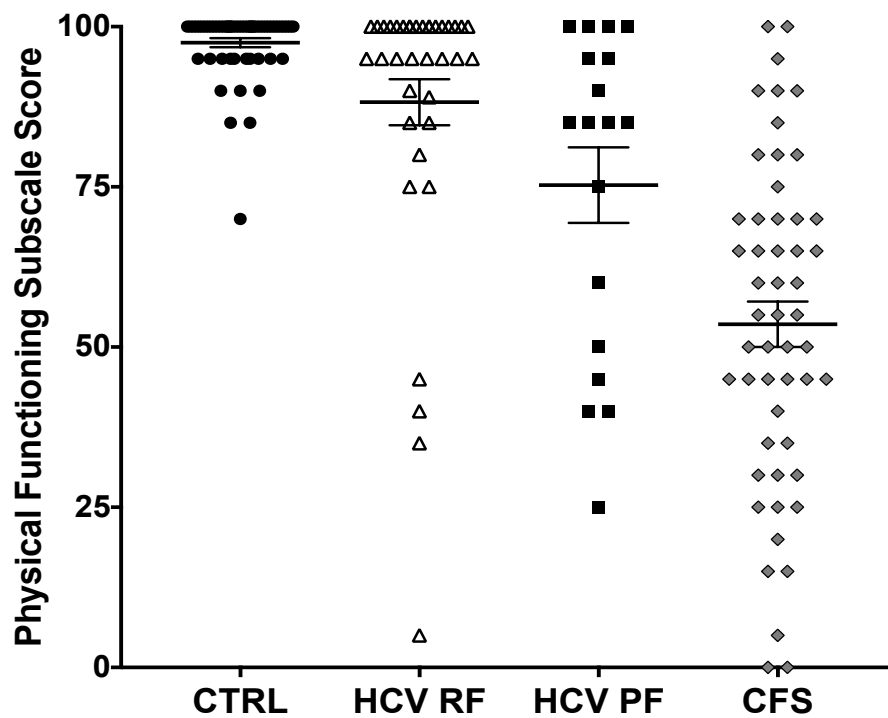 Physical Functioning Subscale Score
100
75
50
25
0
CTRL HCV RF HCV PF CFS